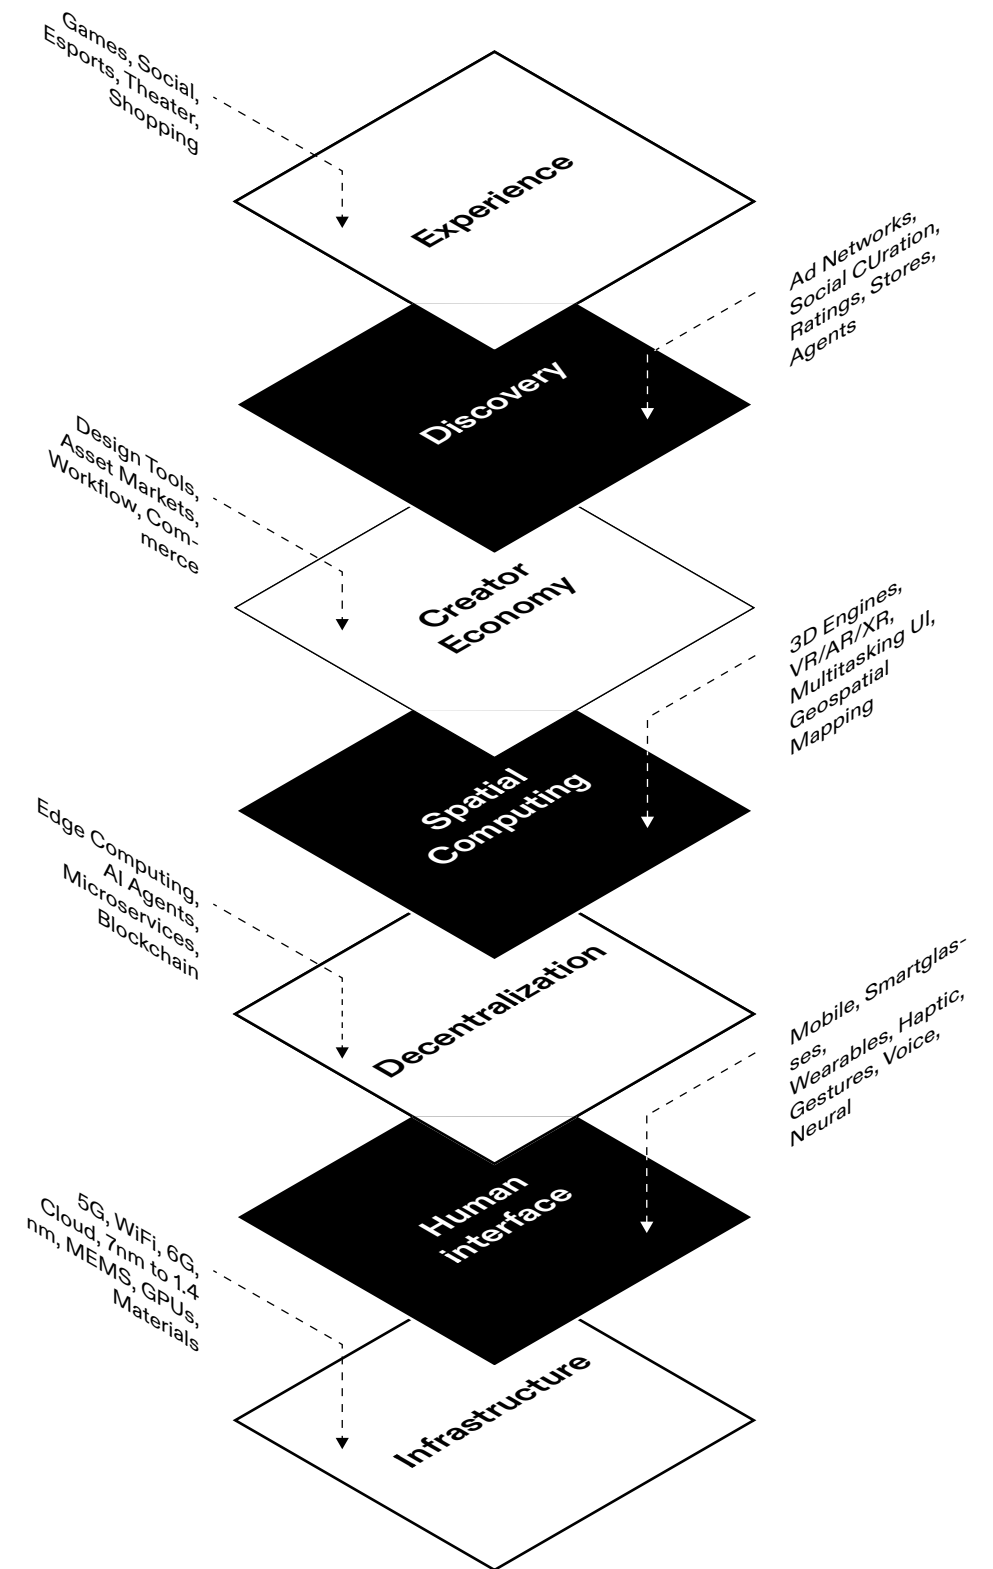 Games, Social,
Esports, Theater,
Shopping
Experience
Ad Networks,
Social CUration,
Ratings, Stores,
Agents
Discovery
Design Tools,
Asset Markets,
Workflow, Com-
merce
Creator
Economy
3D Engines,
VR/AR/XR,
Multitasking UI,
Geospatial
Mapping
Spatial
Computing
Edge Computing,
AI Agents,
Microservices,
Blockchain
Decentralization
Mobile, Smartglas-
ses,
Wearables, Haptic,
Gestures, Voice,
Neural
Human
interface
5G, WiFi, 6G,
Cloud, 7nm to 1.4
nm, MEMS, GPUs,
Materials
Infrastructure